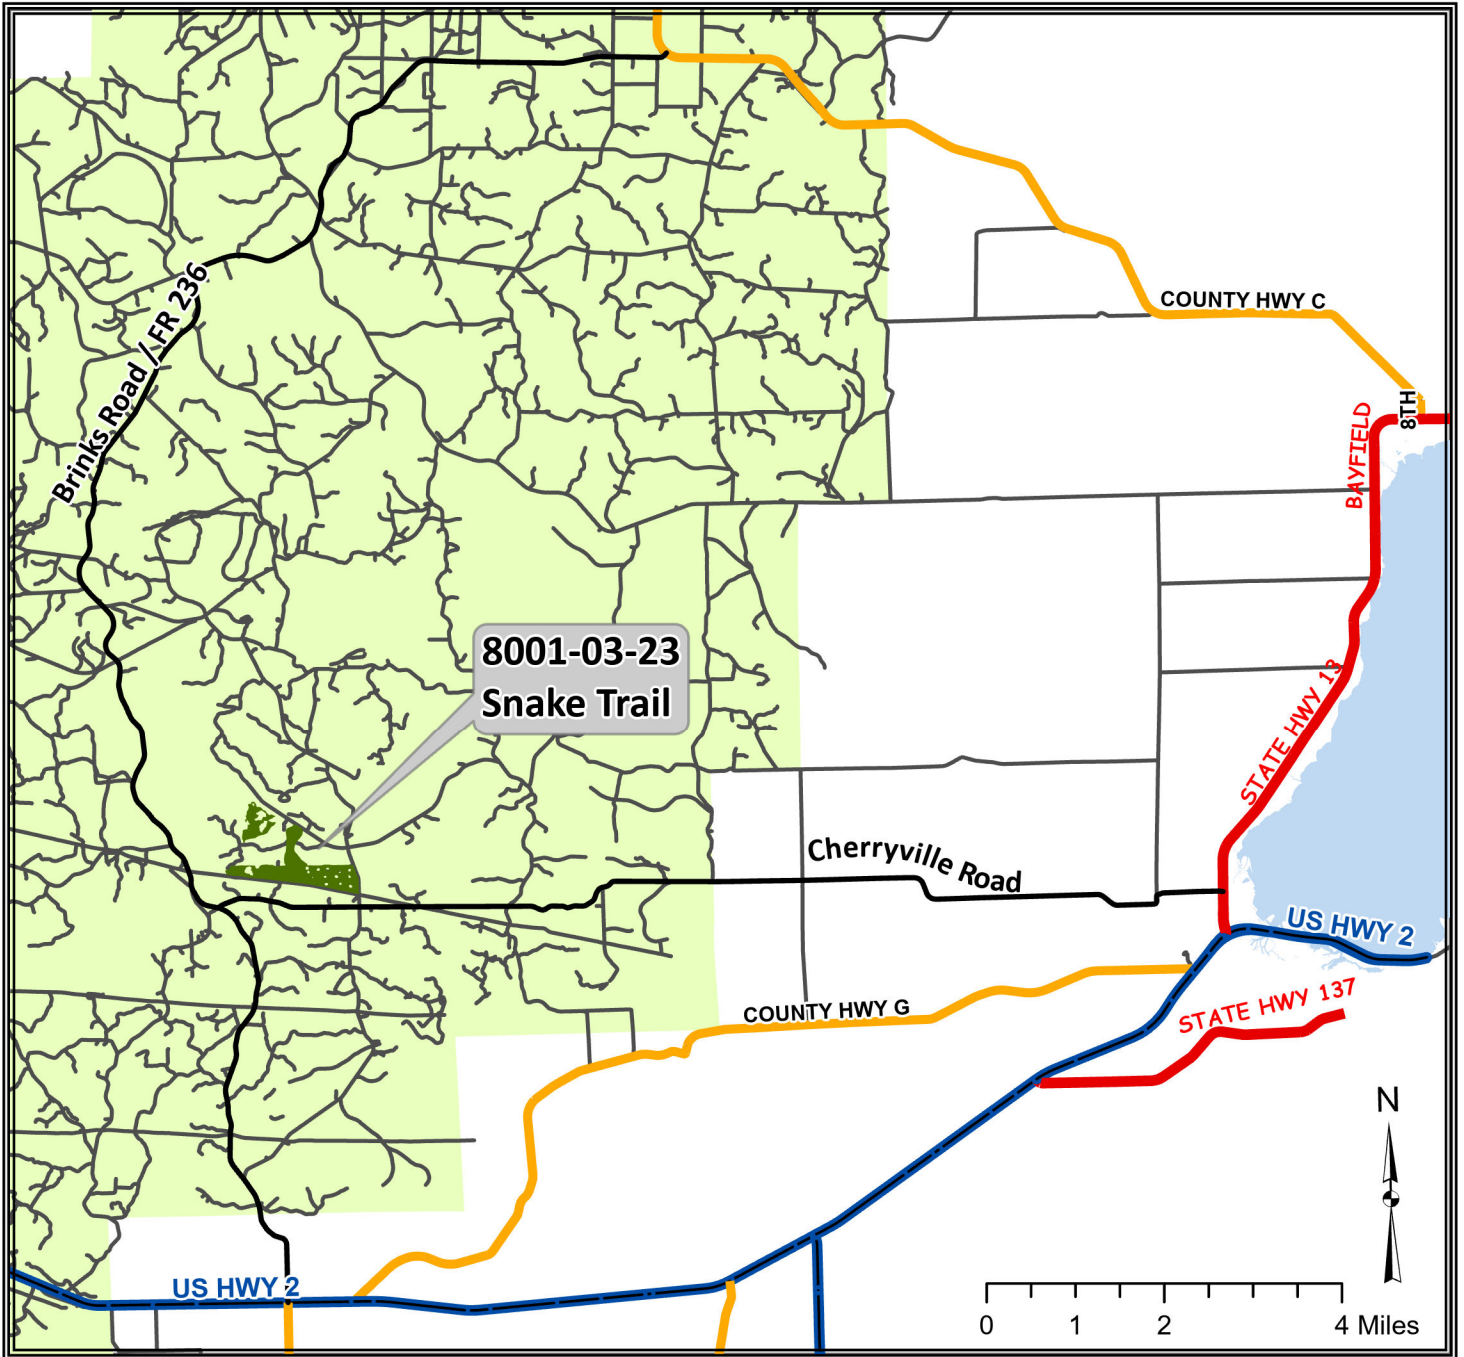 COUNTY HWY C
Brinks Road / FR 236
8TH
BAYFIELD
8001-03-23
Snake Trail
STATE HWY 13
Cherryville Road
US HWY 2
COUNTY HWY G
STATE HWY 137
N
US HWY 2
0 1 2 4 Miles